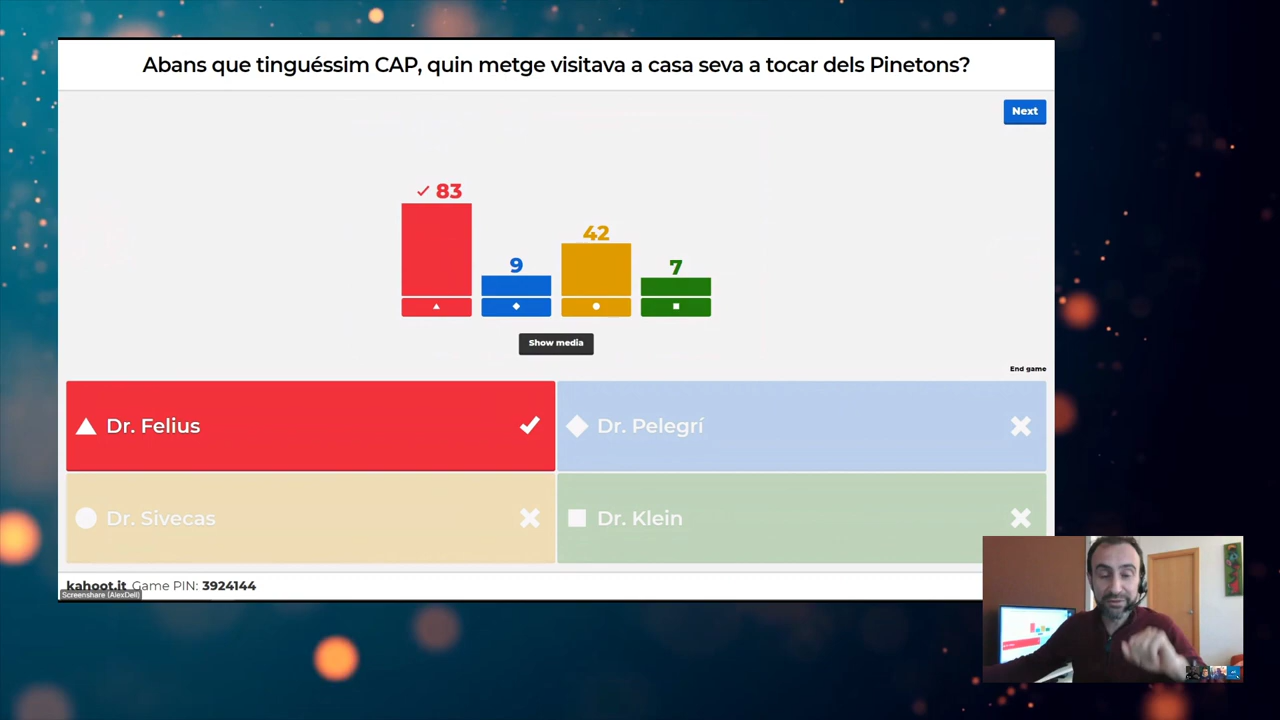 Abans que tinguéssim CAP, quin metge visitava a casa seva a tocar dels Pinetons?
Next
83
9
42
7
Show media
End game
Dr. Felius
Dr. Pelegrí
Dr. Sivecas
Dr. Klein
kahoot.it Game PIN: 3924144
Screenshare (AlexDell)